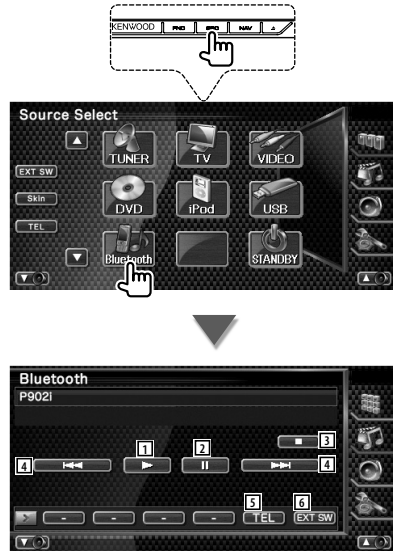 KENWOOD FNC SRC NAV
Source Select
TUNER TV VIDEO
EXT SW
Skin
DVD iPod USB
TEL
Bluetooth STANDBY
Bluetooth
P902i
1 2 3
4 4
5 6
TEL EXT SW